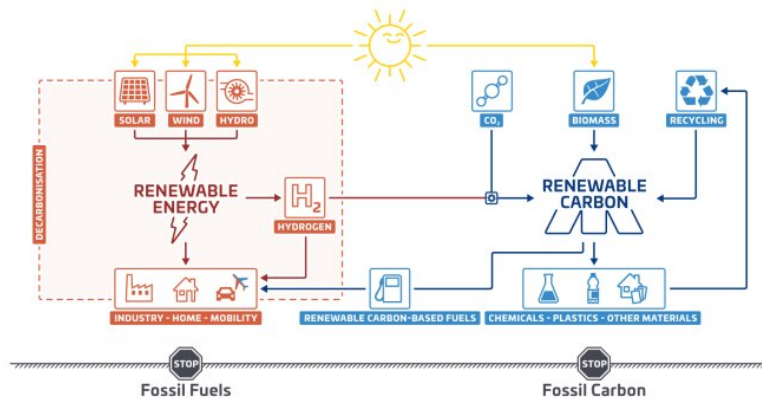 SOLAR
WIND
HYDRO
CO₂
BIOMASS
RECYCLING
DECARBONISATION
RENEWABLE
ENERGY
H₂
HYDROGEN
RENEWABLE
CARBON
INDUSTRY - HOME - MOBILITY
RENEWABLE CARBON-BASED FUELS
CHEMICALS - PLASTICS - OTHER MATERIALS
STOP
Fossil Fuels
STOP
Fossil Carbon